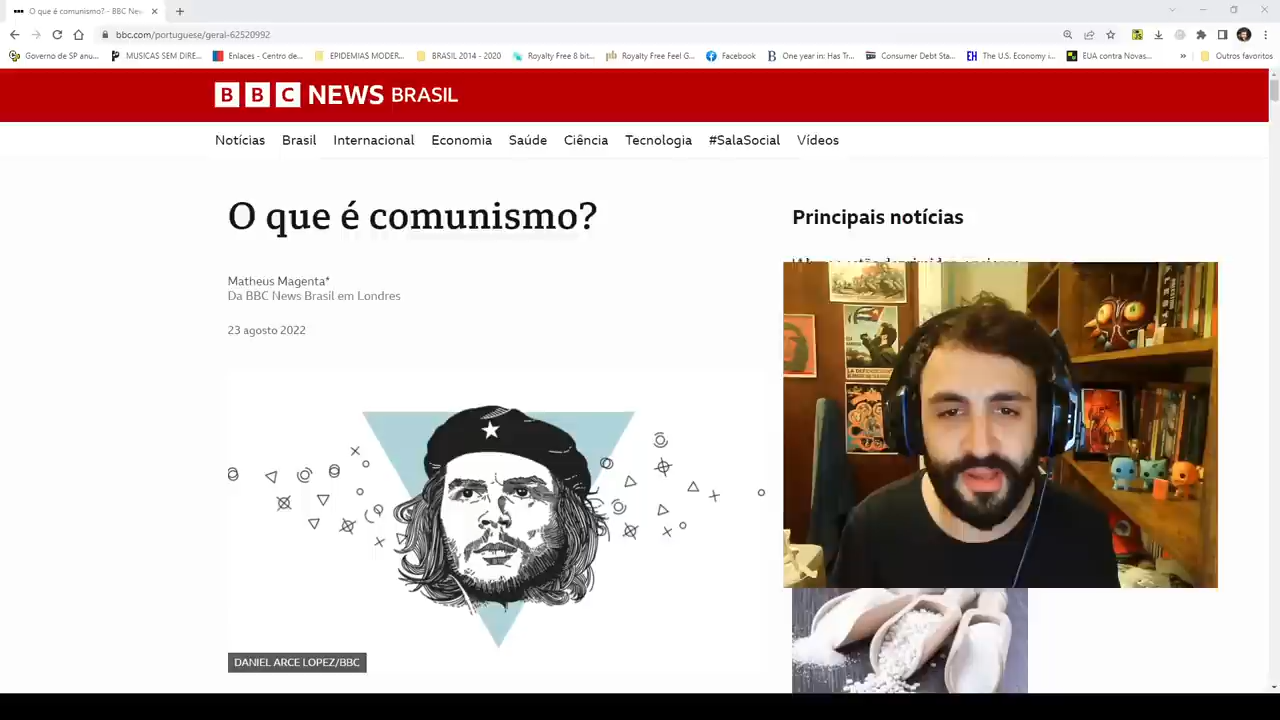 O que é comunismo? - BBC Ne
bbc.com/portuguese/geral-62520992
Governo de SP anu...
MUSICAS SEM DIRE...
Enlaces - Centro de...
EPIDEMIAS MODER...
BRASIL 2014 - 2020
Royalty Free 8 bit...
Royalty Free Feel G...
Facebook
One year in: Has Tr...
Consumer Debt Sta...
The U.S. Economy i...
EUA contra Novas...
Outros favoritos
BBC NEWS BRASIL
Notícias
Brasil
Internacional
Economia
Saúde
Ciência
Tecnologia
#SalaSocial
Vídeos
O que é comunismo?
Principais notícias
Matheus Magenta*
Da BBC News Brasil em Londres
23 agosto 2022
DANIEL ARCE LOPEZ/BBC